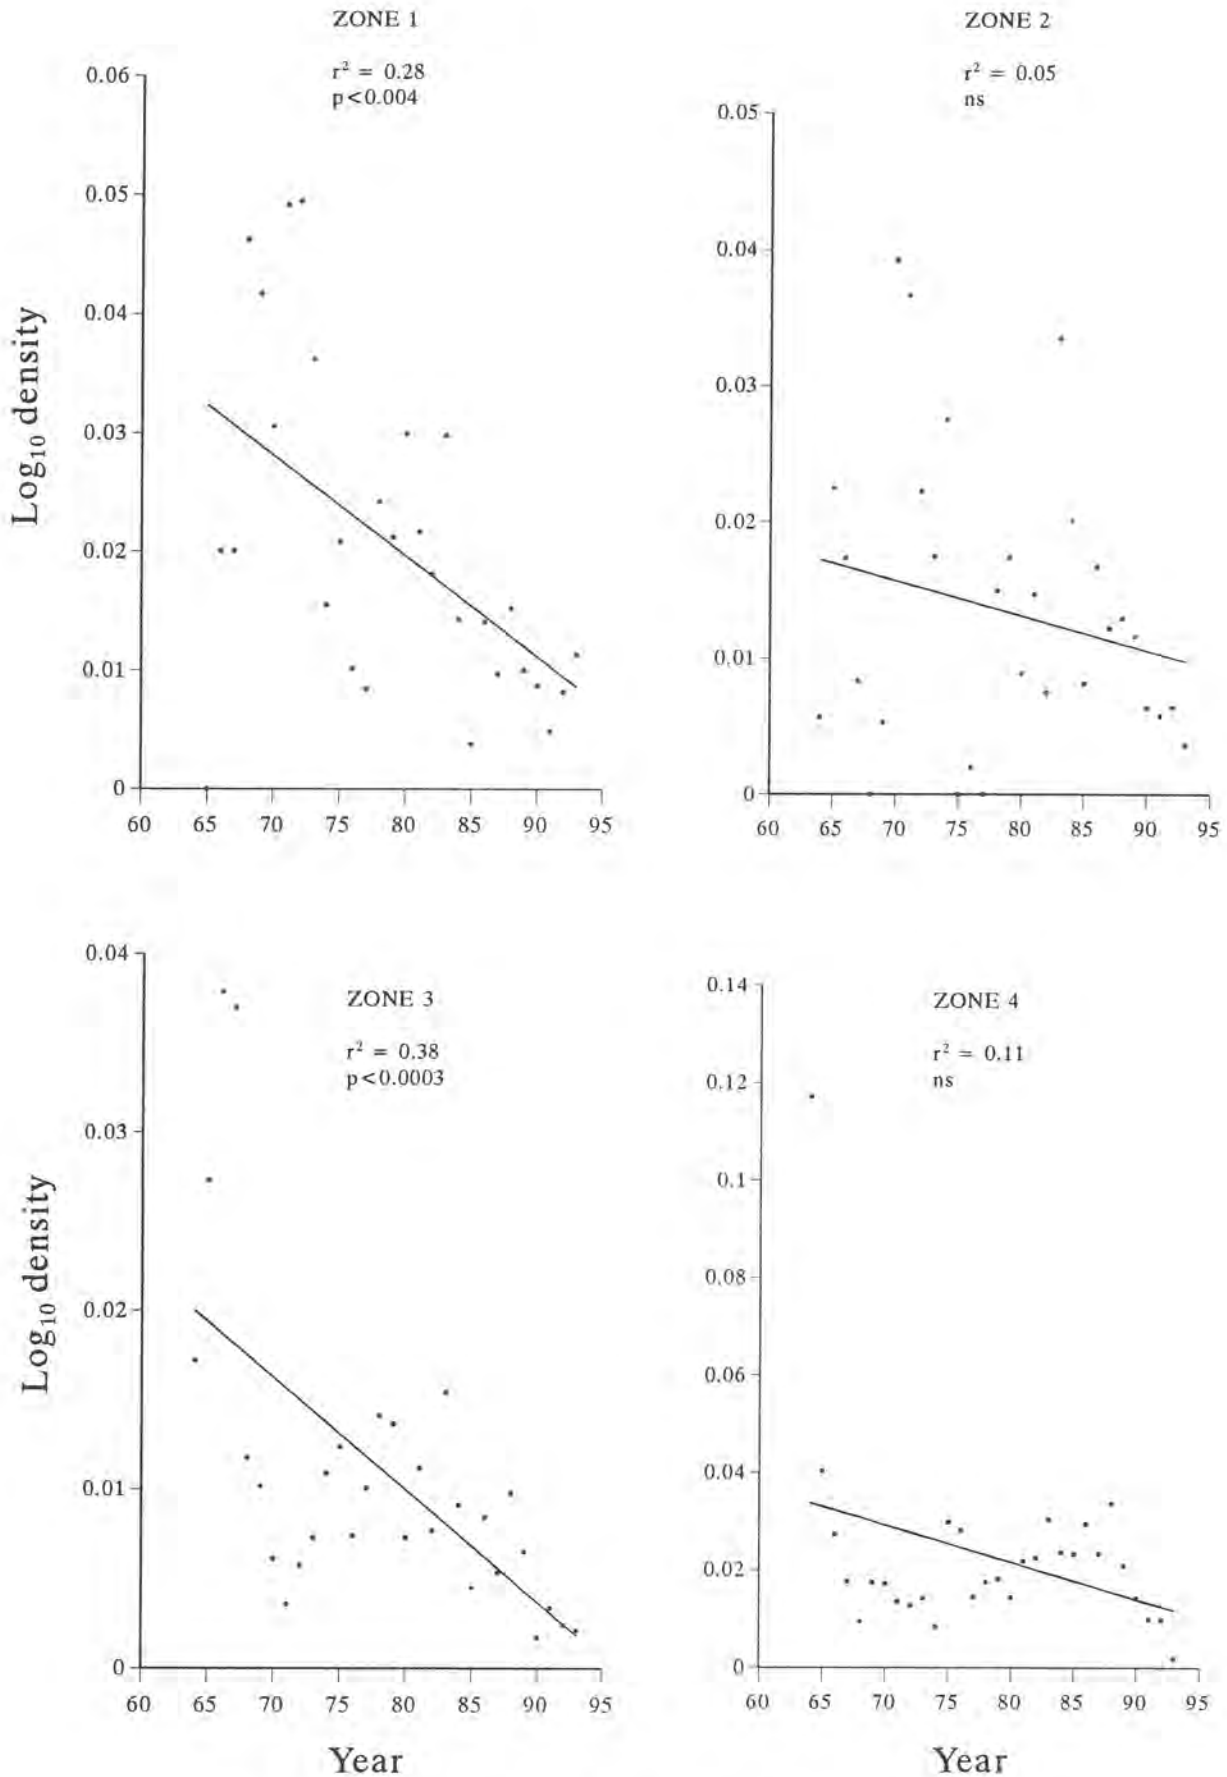 ZONE 1
r² = 0.28
p<0.004
0.06
0.05
0.04
0.03
0.02
0.01
0
60 65 70 75 80 85 90 95
Log₁₀ density
ZONE 2
r² = 0.05
ns
0.05
0.04
0.03
0.02
0.01
0
60 65 70 75 80 85 90 95
ZONE 3
r² = 0.38
p<0.0003
0.04
0.03
0.02
0.01
0
60 65 70 75 80 85 90 95
Log₁₀ density
Year
ZONE 4
r² = 0.11
ns
0.14
0.12
0.1
0.08
0.06
0.04
0.02
0
60 65 70 75 80 85 90 95
Year